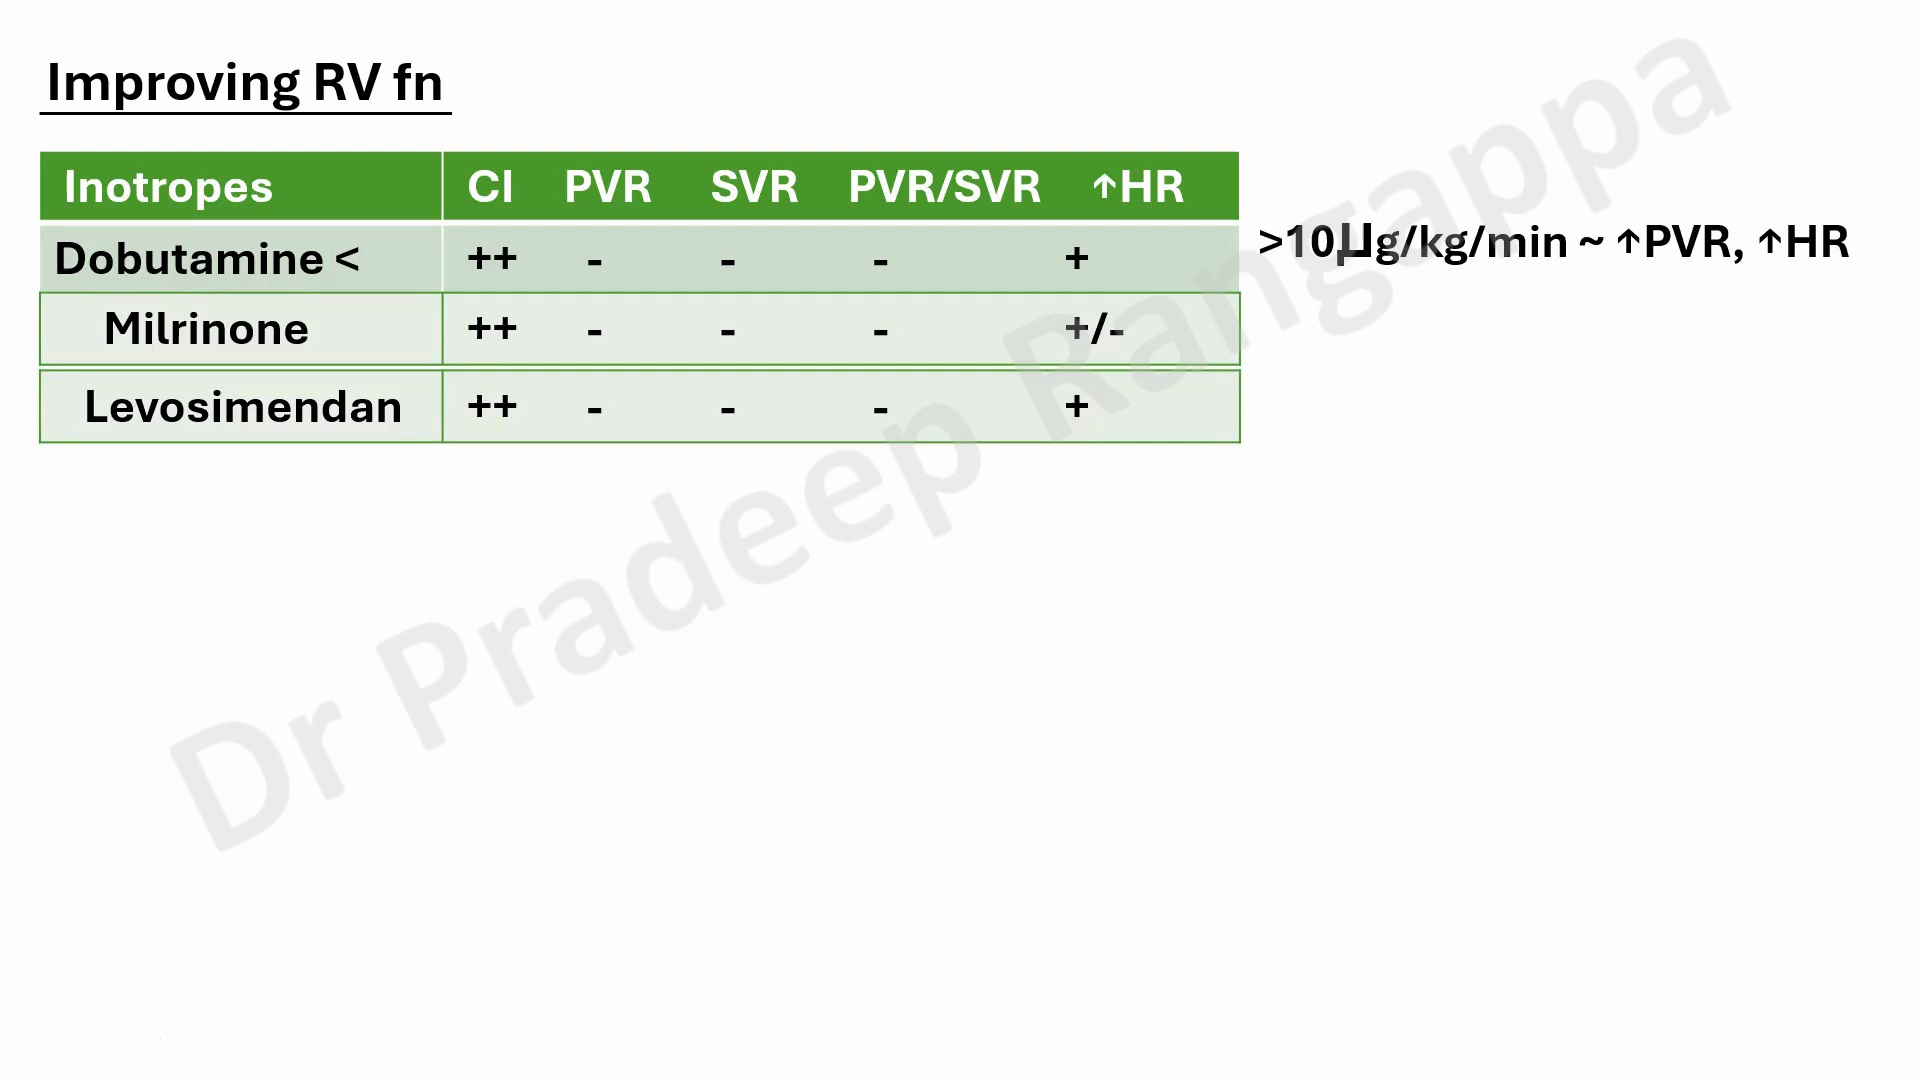 Improving RV fn
Inotropes CI PVR SVR PVR/SVR ↑HR
Dobutamine < ++ - - - +
>10µg/kg/min ~ ↑PVR, ↑HR
Milrinone ++ - - - +/-
Levosimendan ++ - - - +
Dr Pradeep Rangappa